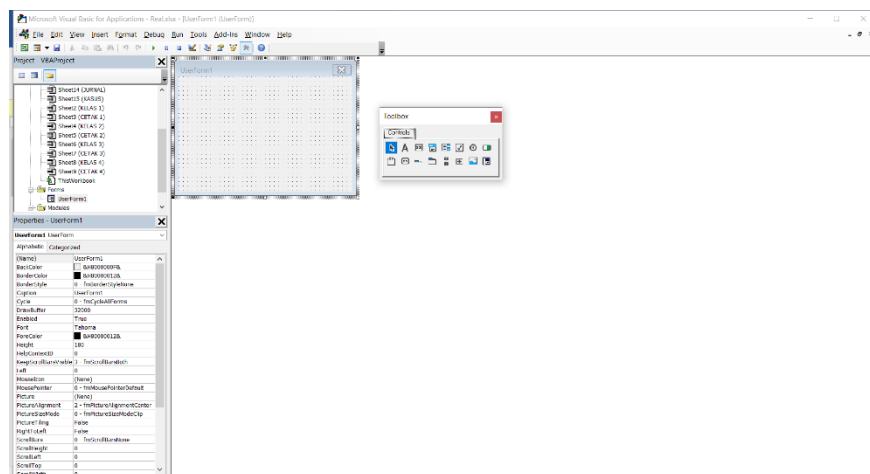 Microsoft Visual Basic for Applications - Real.xlsx - [UserForm1 (UserForm)]
File Edit View Insert Format Debug Run Tools Add-Ins Window Help
Project - VBAProject
Sheet14 (JURNAL)
Sheet15 (KASUS)
Sheet2 (KELAS 1)
Sheet3 (CETAK 1)
Sheet4 (KELAS 2)
Sheet5 (CETAK 2)
Sheet6 (KELAS 3)
Sheet7 (CETAK 3)
Sheet8 (KELAS 4)
Sheet9 (CETAK 4)
ThisWorkbook
Forms
UserForm1
Modules
UserForm1
Toolbox
Controls
Properties - UserForm1
UserForm1 UserForm
Alphabetic Categorized
(Name) UserForm1
BackColor &H8000000F&
BorderColor &H80000012&
BorderStyle 0 - fmBorderStyleNone
Caption UserForm1
Cycle 0 - fmCycleAllForms
DrawBuffer 32000
Enabled True
Font Tahoma
ForeColor &H80000012&
Height 180
HelpContextID 0
KeepScrollBarsVisible 3 - fmScrollBarsBoth
Left 0
MouseIcon (None)
MousePointer 0 - fmMousePointerDefault
Picture (None)
PictureAlignment 2 - fmPictureAlignmentCenter
PictureSizeMode 0 - fmPictureSizeModeClip
PictureTiling False
RightToLeft False
ScrollBars 0 - fmScrollBarsNone
ScrollHeight 0
ScrollLeft 0
ScrollTop 0